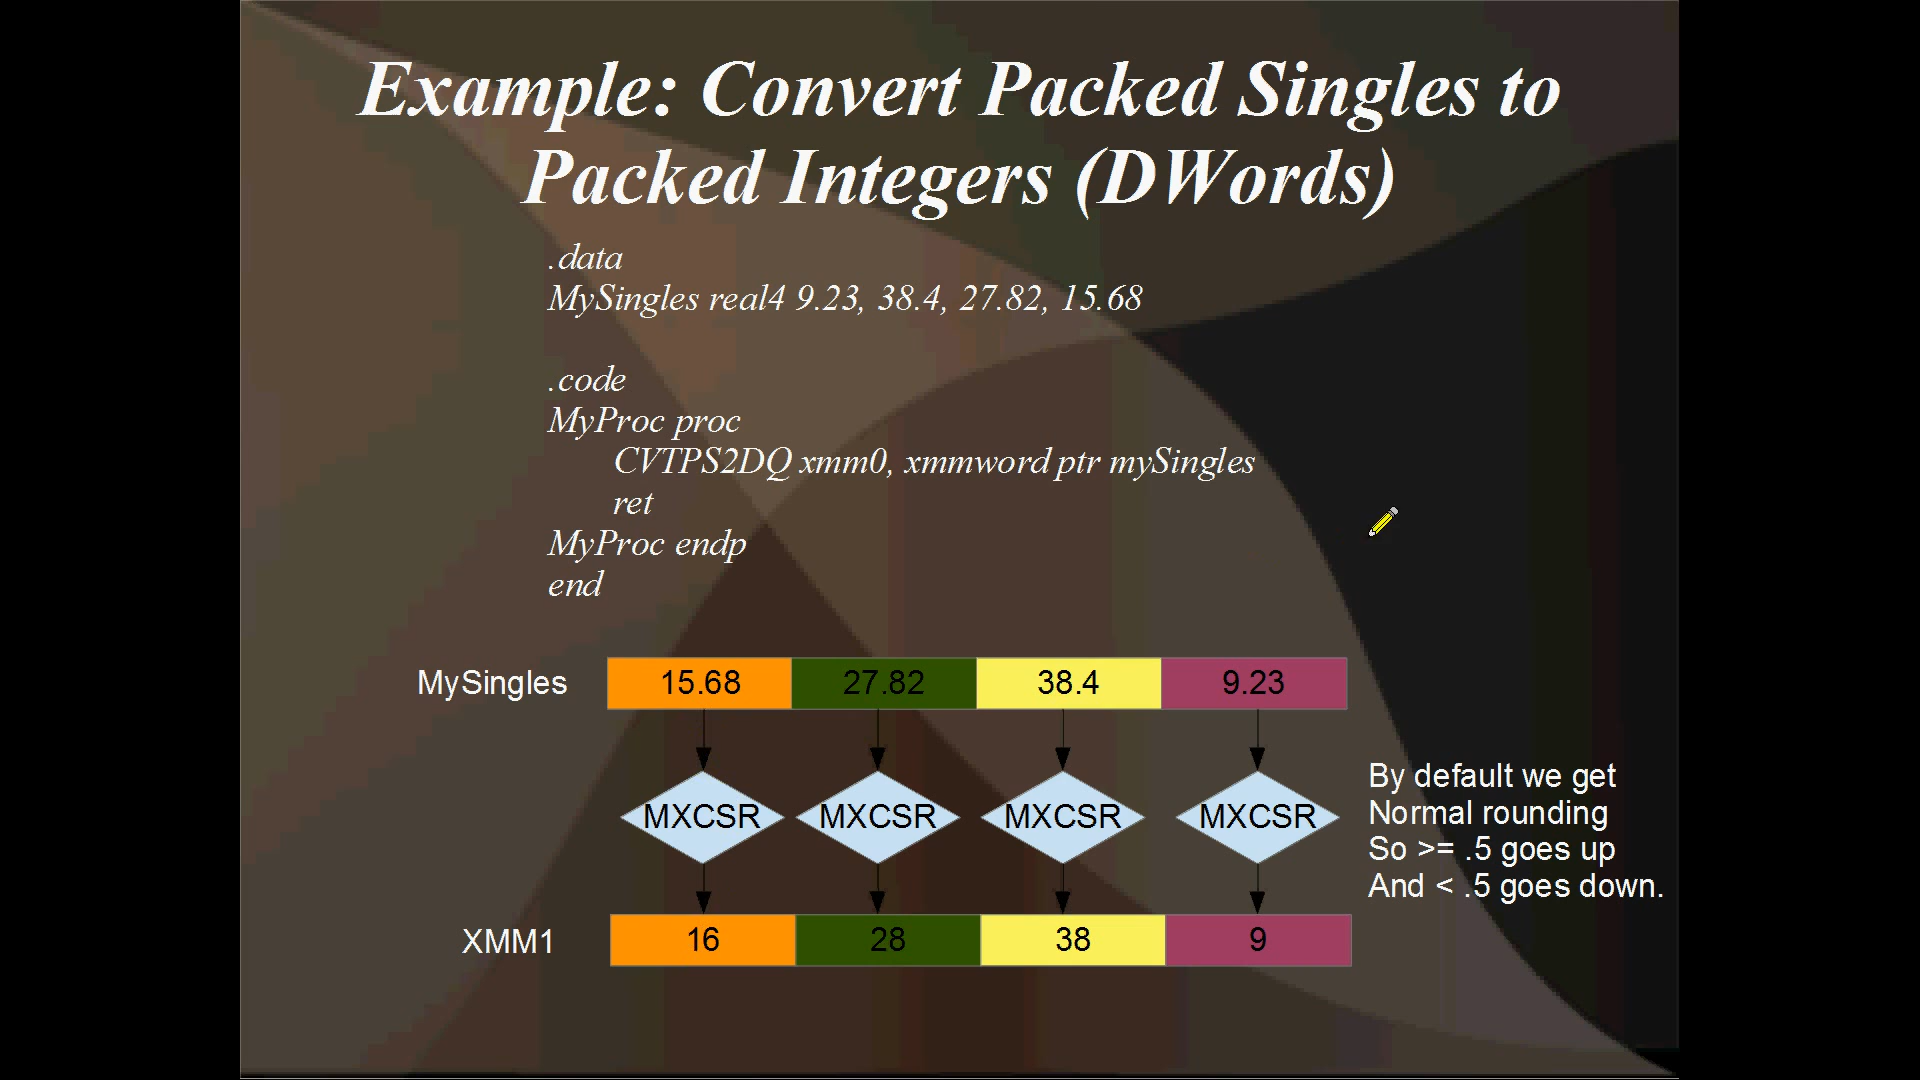 Example: Convert Packed Singles to
Packed Integers (DWords)
.data
MySingles real4 9.23, 38.4, 27.82, 15.68
.code
MyProc proc
CVTPS2DQ xmm0, xmmword ptr mySingles
ret
MyProc endp
end
MySingles 15.68 27.82 38.4 9.23
MXCSR MXCSR MXCSR MXCSR
By default we get
Normal rounding
So >= .5 goes up
And < .5 goes down.
XMM1 16 28 38 9